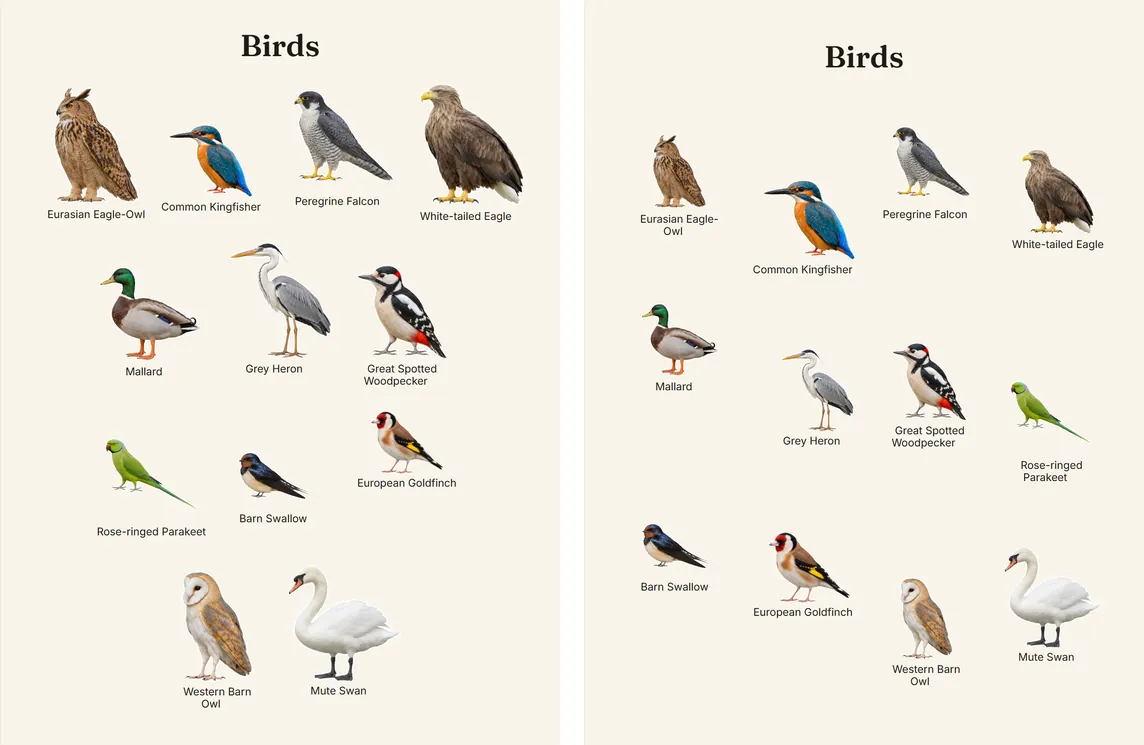 Birds
Eurasian Eagle-Owl
Common Kingfisher
Peregrine Falcon
White-tailed Eagle
Mallard
Grey Heron
Great Spotted
Woodpecker
Rose-ringed Parakeet
Barn Swallow
European Goldfinch
Western Barn
Owl
Mute Swan
Birds
Eurasian Eagle-
Owl
Common Kingfisher
Peregrine Falcon
White-tailed Eagle
Mallard
Grey Heron
Great Spotted
Woodpecker
Rose-ringed
Parakeet
Barn Swallow
European Goldfinch
Western Barn
Owl
Mute Swan